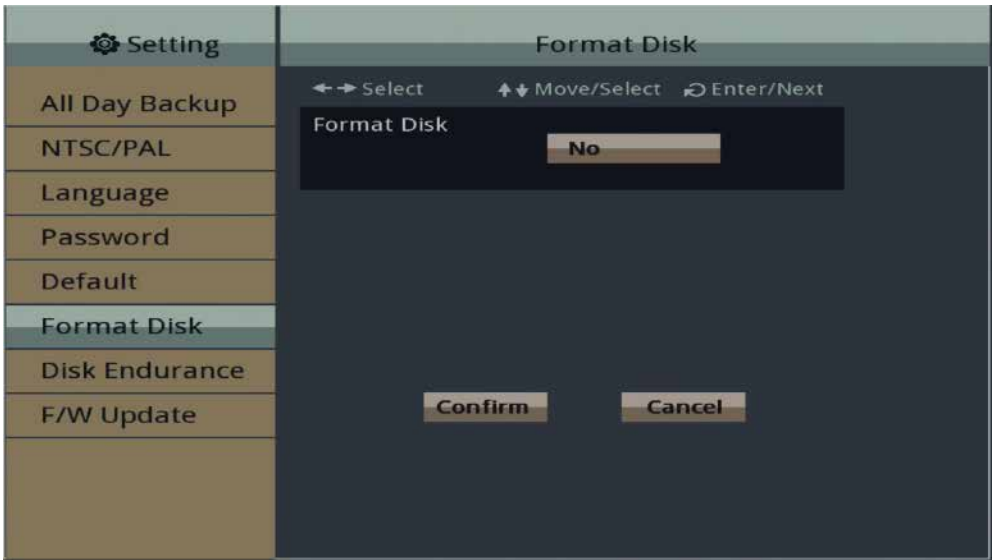 Setting
Format Disk
All Day Backup
NTSC/PAL
Language
Password
Default
Format Disk
Disk Endurance
F/W Update
Select Move/Select Enter/Next
Format Disk
No
Confirm Cancel